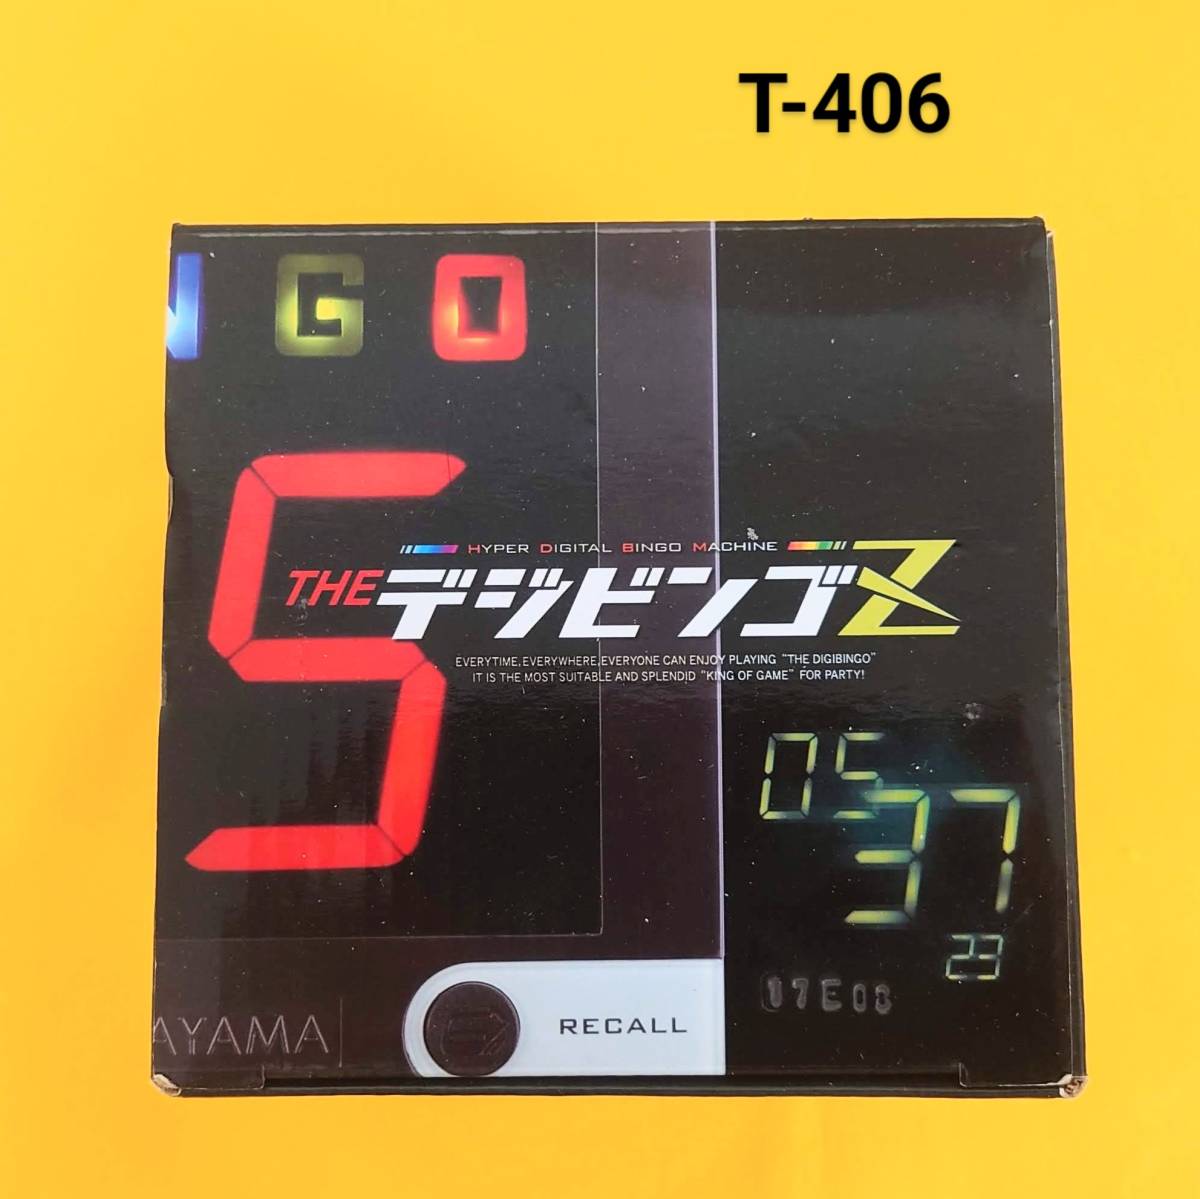 T-406
N G O
5
HYPER DIGITAL BINGO MACHINE
THEデジビンゴZ
EVERYTIME,EVERYWHERE,EVERYONE CAN ENJOY PLAYING "THE DIGIBINGO"
IT IS THE MOST SUITABLE AND SPLENDID "KING OF GAME" FOR PARTY!
05
37
23
17E08
AYAMA
RECALL